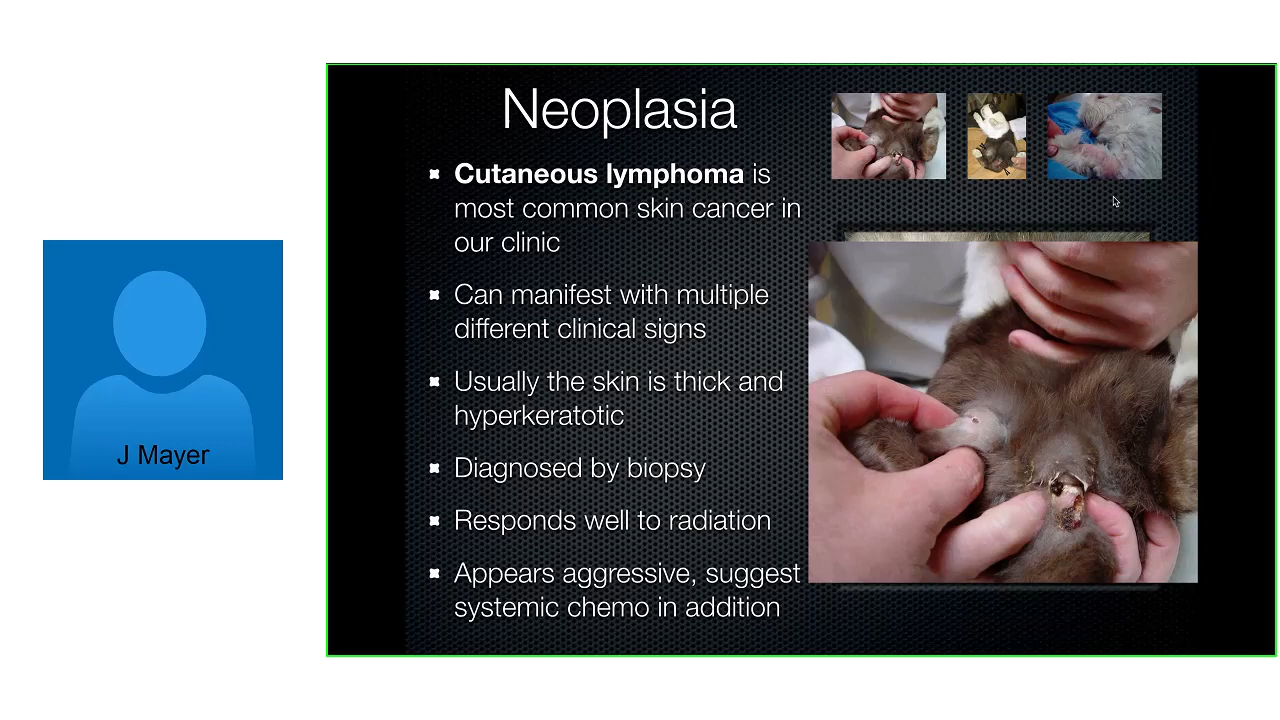 Neoplasia
Cutaneous lymphoma is
most common skin cancer in
our clinic
Can manifest with multiple
different clinical signs
Usually the skin is thick and
hyperkeratotic
Diagnosed by biopsy
Responds well to radiation
Appears aggressive, suggest
systemic chemo in addition
J Mayer